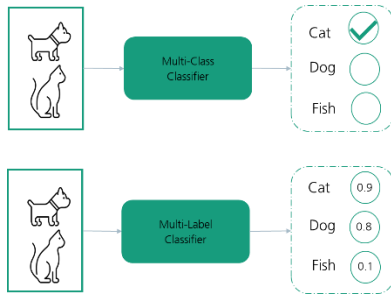 Multi-Class
Classifier
Cat
Dog
Fish
Multi-Label
Classifier
Cat 0.9
Dog 0.8
Fish 0.1